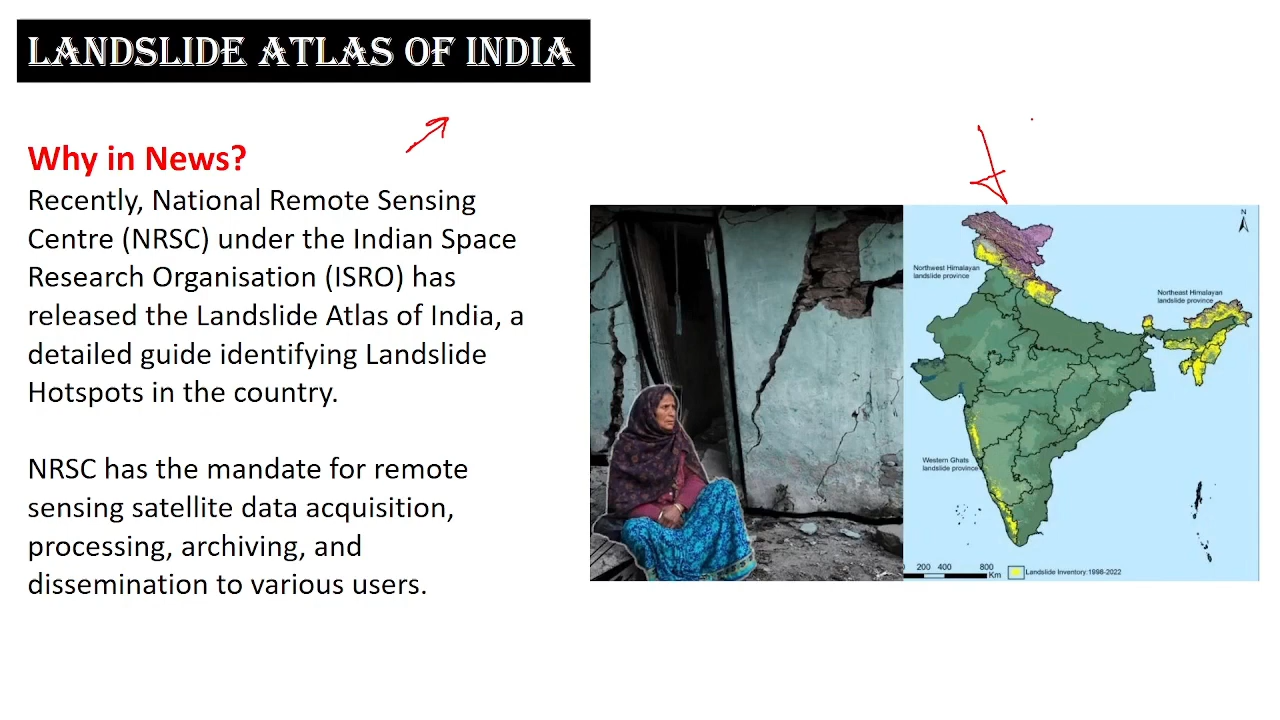 LANDSLIDE ATLAS OF INDIA
Why in News?
Recently, National Remote Sensing
Centre (NRSC) under the Indian Space
Research Organisation (ISRO) has
released the Landslide Atlas of India, a
detailed guide identifying Landslide
Hotspots in the country.
NRSC has the mandate for remote
sensing satellite data acquisition,
processing, archiving, and
dissemination to various users.
N
Northwest Himalayan
landslide province
Northeast Himalayan
landslide province
Western Ghats
landslide province
200 400 800
Km
Landslide Inventory:1998-2022